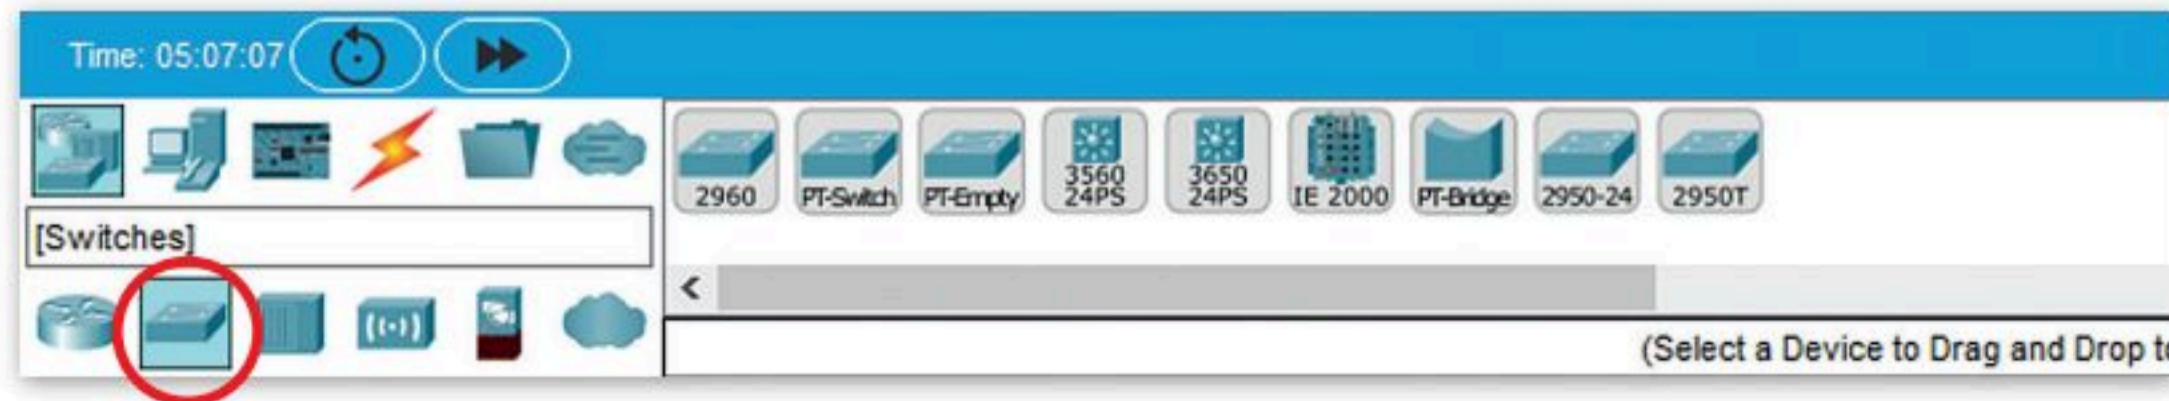 Time: 05:07:07
2960
PT-Switch
PT-Empty
3560
24PS
3650
24PS
IE 2000
PT-Bridge
2950-24
2950T
[Switches]
(Select a Device to Drag and Drop to